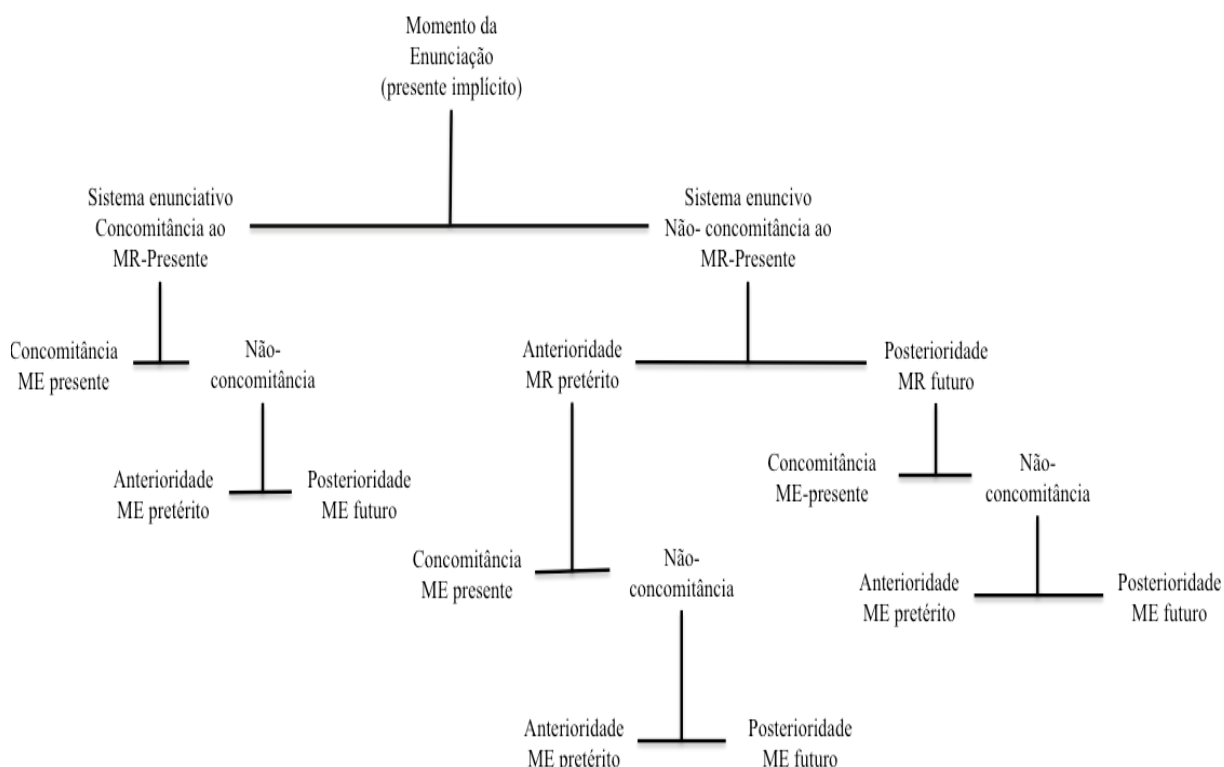 Momento da
Enunciação
(presente implícito)
Sistema enunciativo
Concomitância ao
MR-Presente
Sistema enuncivo
Não- concomitância ao
MR-Presente
Concomitância
ME presente
Não-
concomitância
Anterioridade
MR pretérito
Posterioridade
MR futuro
Anterioridade
ME pretérito
Posterioridade
ME futuro
Concomitância
ME-presente
Não-
concomitância
Concomitância
ME presente
Não-
concomitância
Anterioridade
ME pretérito
Posterioridade
ME futuro
Anterioridade
ME pretérito
Posterioridade
ME futuro